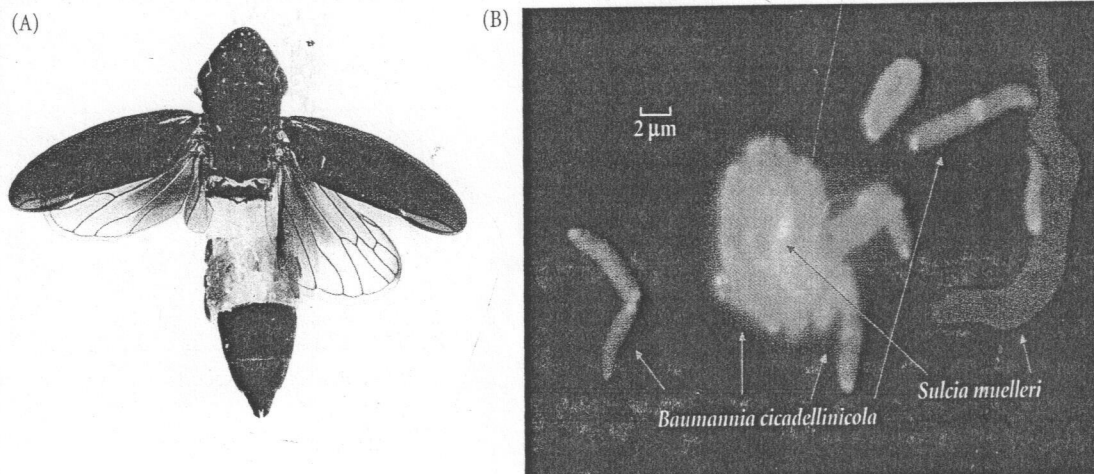 (A)
(B)
2 µm
Sulcia muelleri
Baumannia cicadellinicola